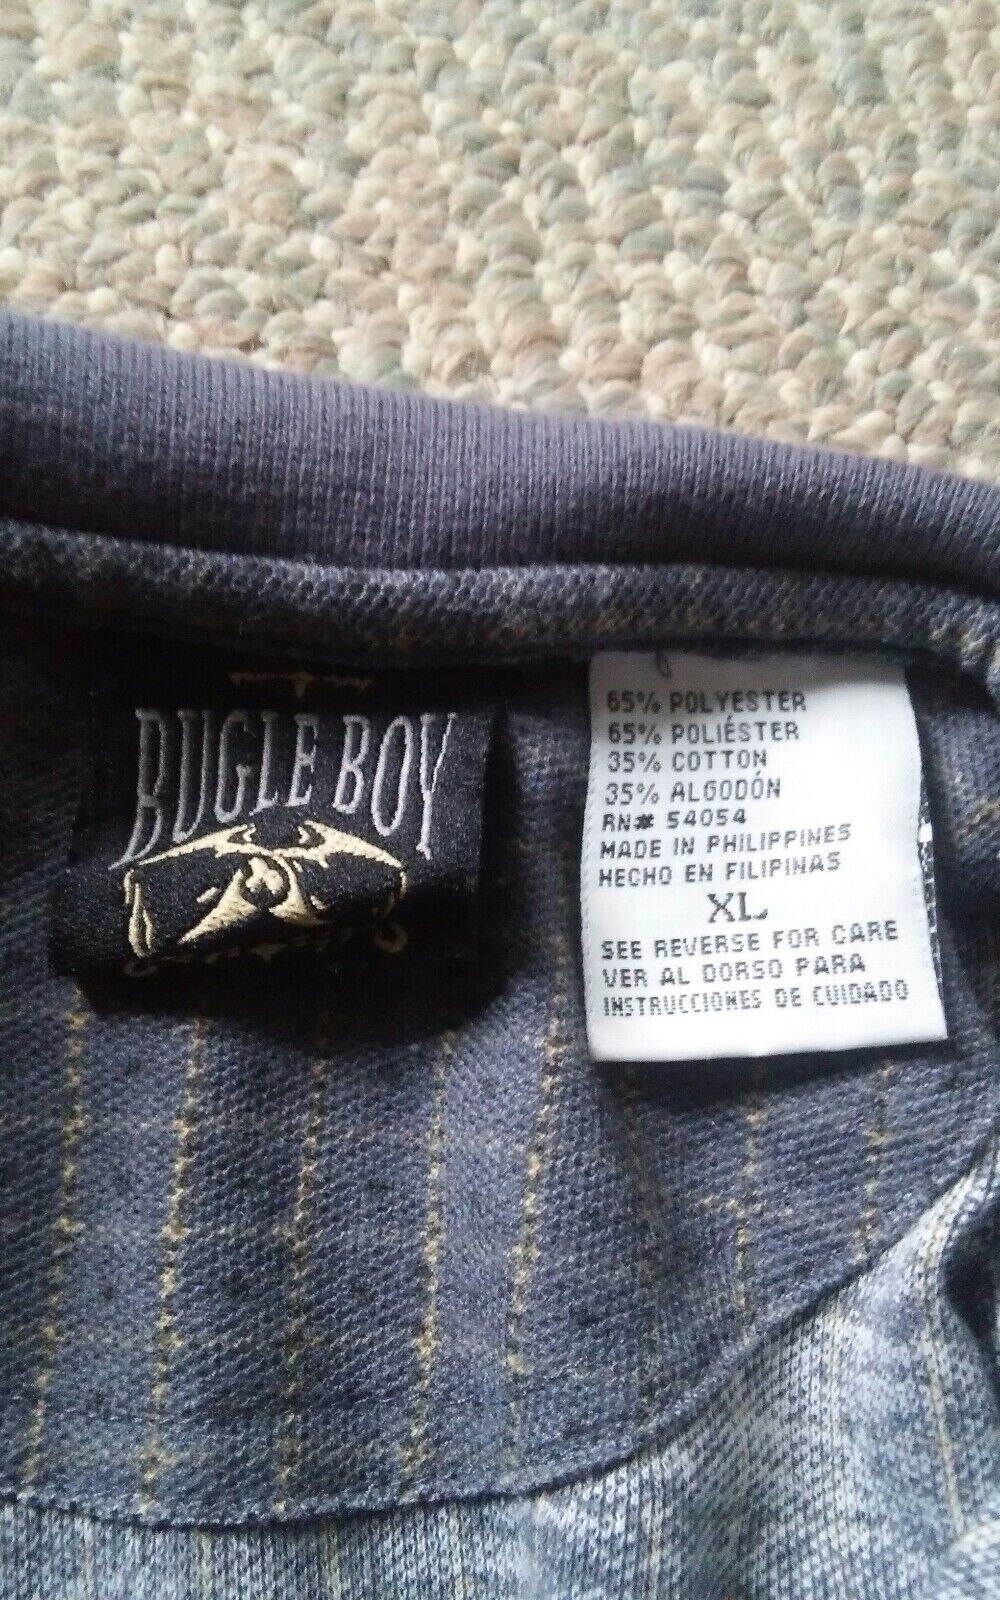 BUGLE BOY
65% POLYESTER
65% POLIÉSTER
35% COTTON
35% ALGODÓN
RN# 54054
MADE IN PHILIPPINES
HECHO EN FILIPINAS
XL
SEE REVERSE FOR CARE
VER AL DORSO PARA
INSTRUCCIONES DE CUIDADO